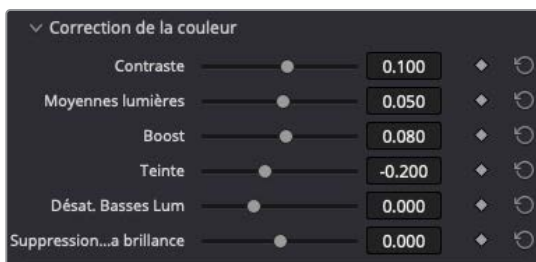 Correction de la couleur
Contraste 0.100
Moyennes lumières 0.050
Boost 0.080
Teinte -0.200
Désat. Basses Lum 0.000
Suppression...a brillance 0.000